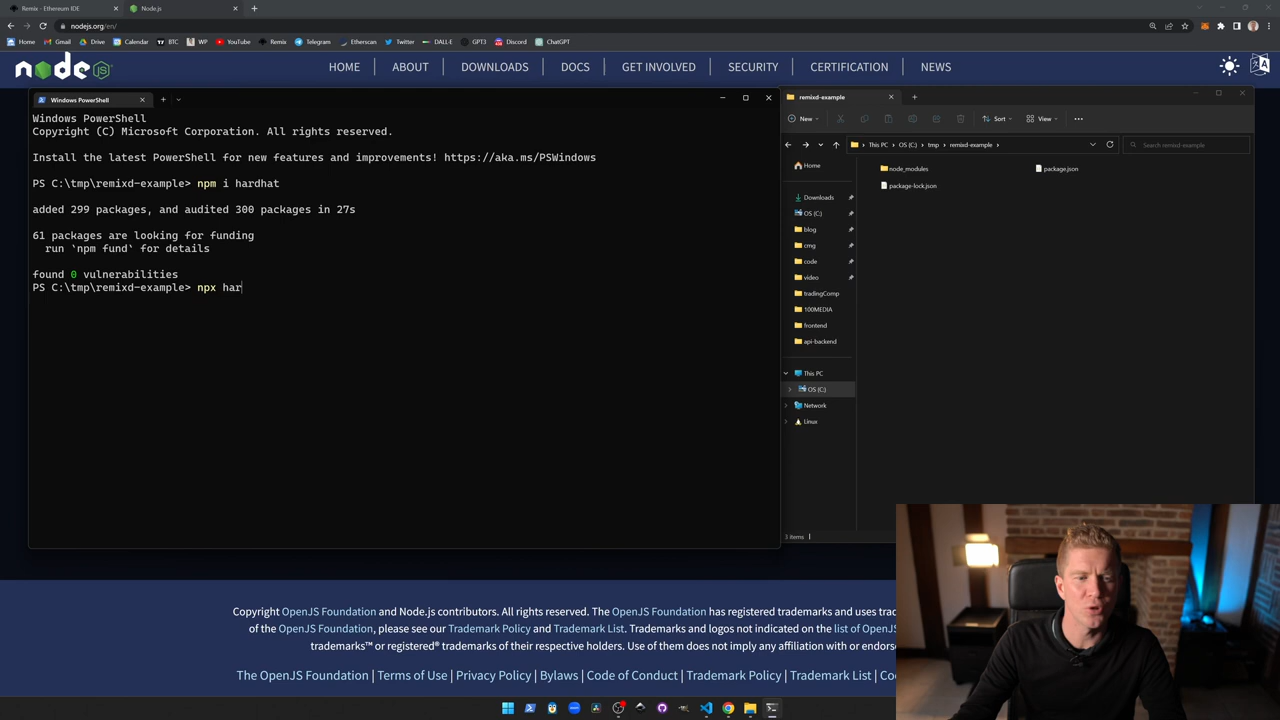 Remix - Ethereum IDE
Node.js
nodejs.org/en/
Home Gmail Drive Calendar BTC WP YouTube Remix Telegram Etherscan Twitter DALL-E GPT3 Discord ChatGPT
node JS
HOME
ABOUT
DOWNLOADS
DOCS
GET INVOLVED
SECURITY
CERTIFICATION
NEWS
Windows PowerShell
Windows PowerShell
Copyright (C) Microsoft Corporation. All rights reserved.
Install the latest PowerShell for new features and improvements! https://aka.ms/PSWindows
PS C:\tmp\remixd-example> npm i hardhat
added 299 packages, and audited 300 packages in 27s
61 packages are looking for funding
run `npm fund` for details
found 0 vulnerabilities
PS C:\tmp\remixd-example> npx har
remixd-example
New Sort View
This PC OS (C:) tmp remixd-example
Search remixd-example
Home
Downloads
OS (C:)
blog
cmg
code
video
tradingComp
100MEDIA
frontend
api-backend
This PC
OS (C:)
Network
Linux
node_modules
package.json
package-lock.json
3 items
Copyright OpenJS Foundation and Node.js contributors. All rights reserved. The OpenJS Foundation has registered trademarks and uses
of the OpenJS Foundation, please see our Trademark Policy and Trademark List. Trademarks and logos not indicated on the list of
trademarks™ or registered® trademarks of their respective holders. Use of them does not imply any affiliation with or
The OpenJS Foundation | Terms of Use | Privacy Policy | Bylaws | Code of Conduct | Trademark Policy | Trademark List |